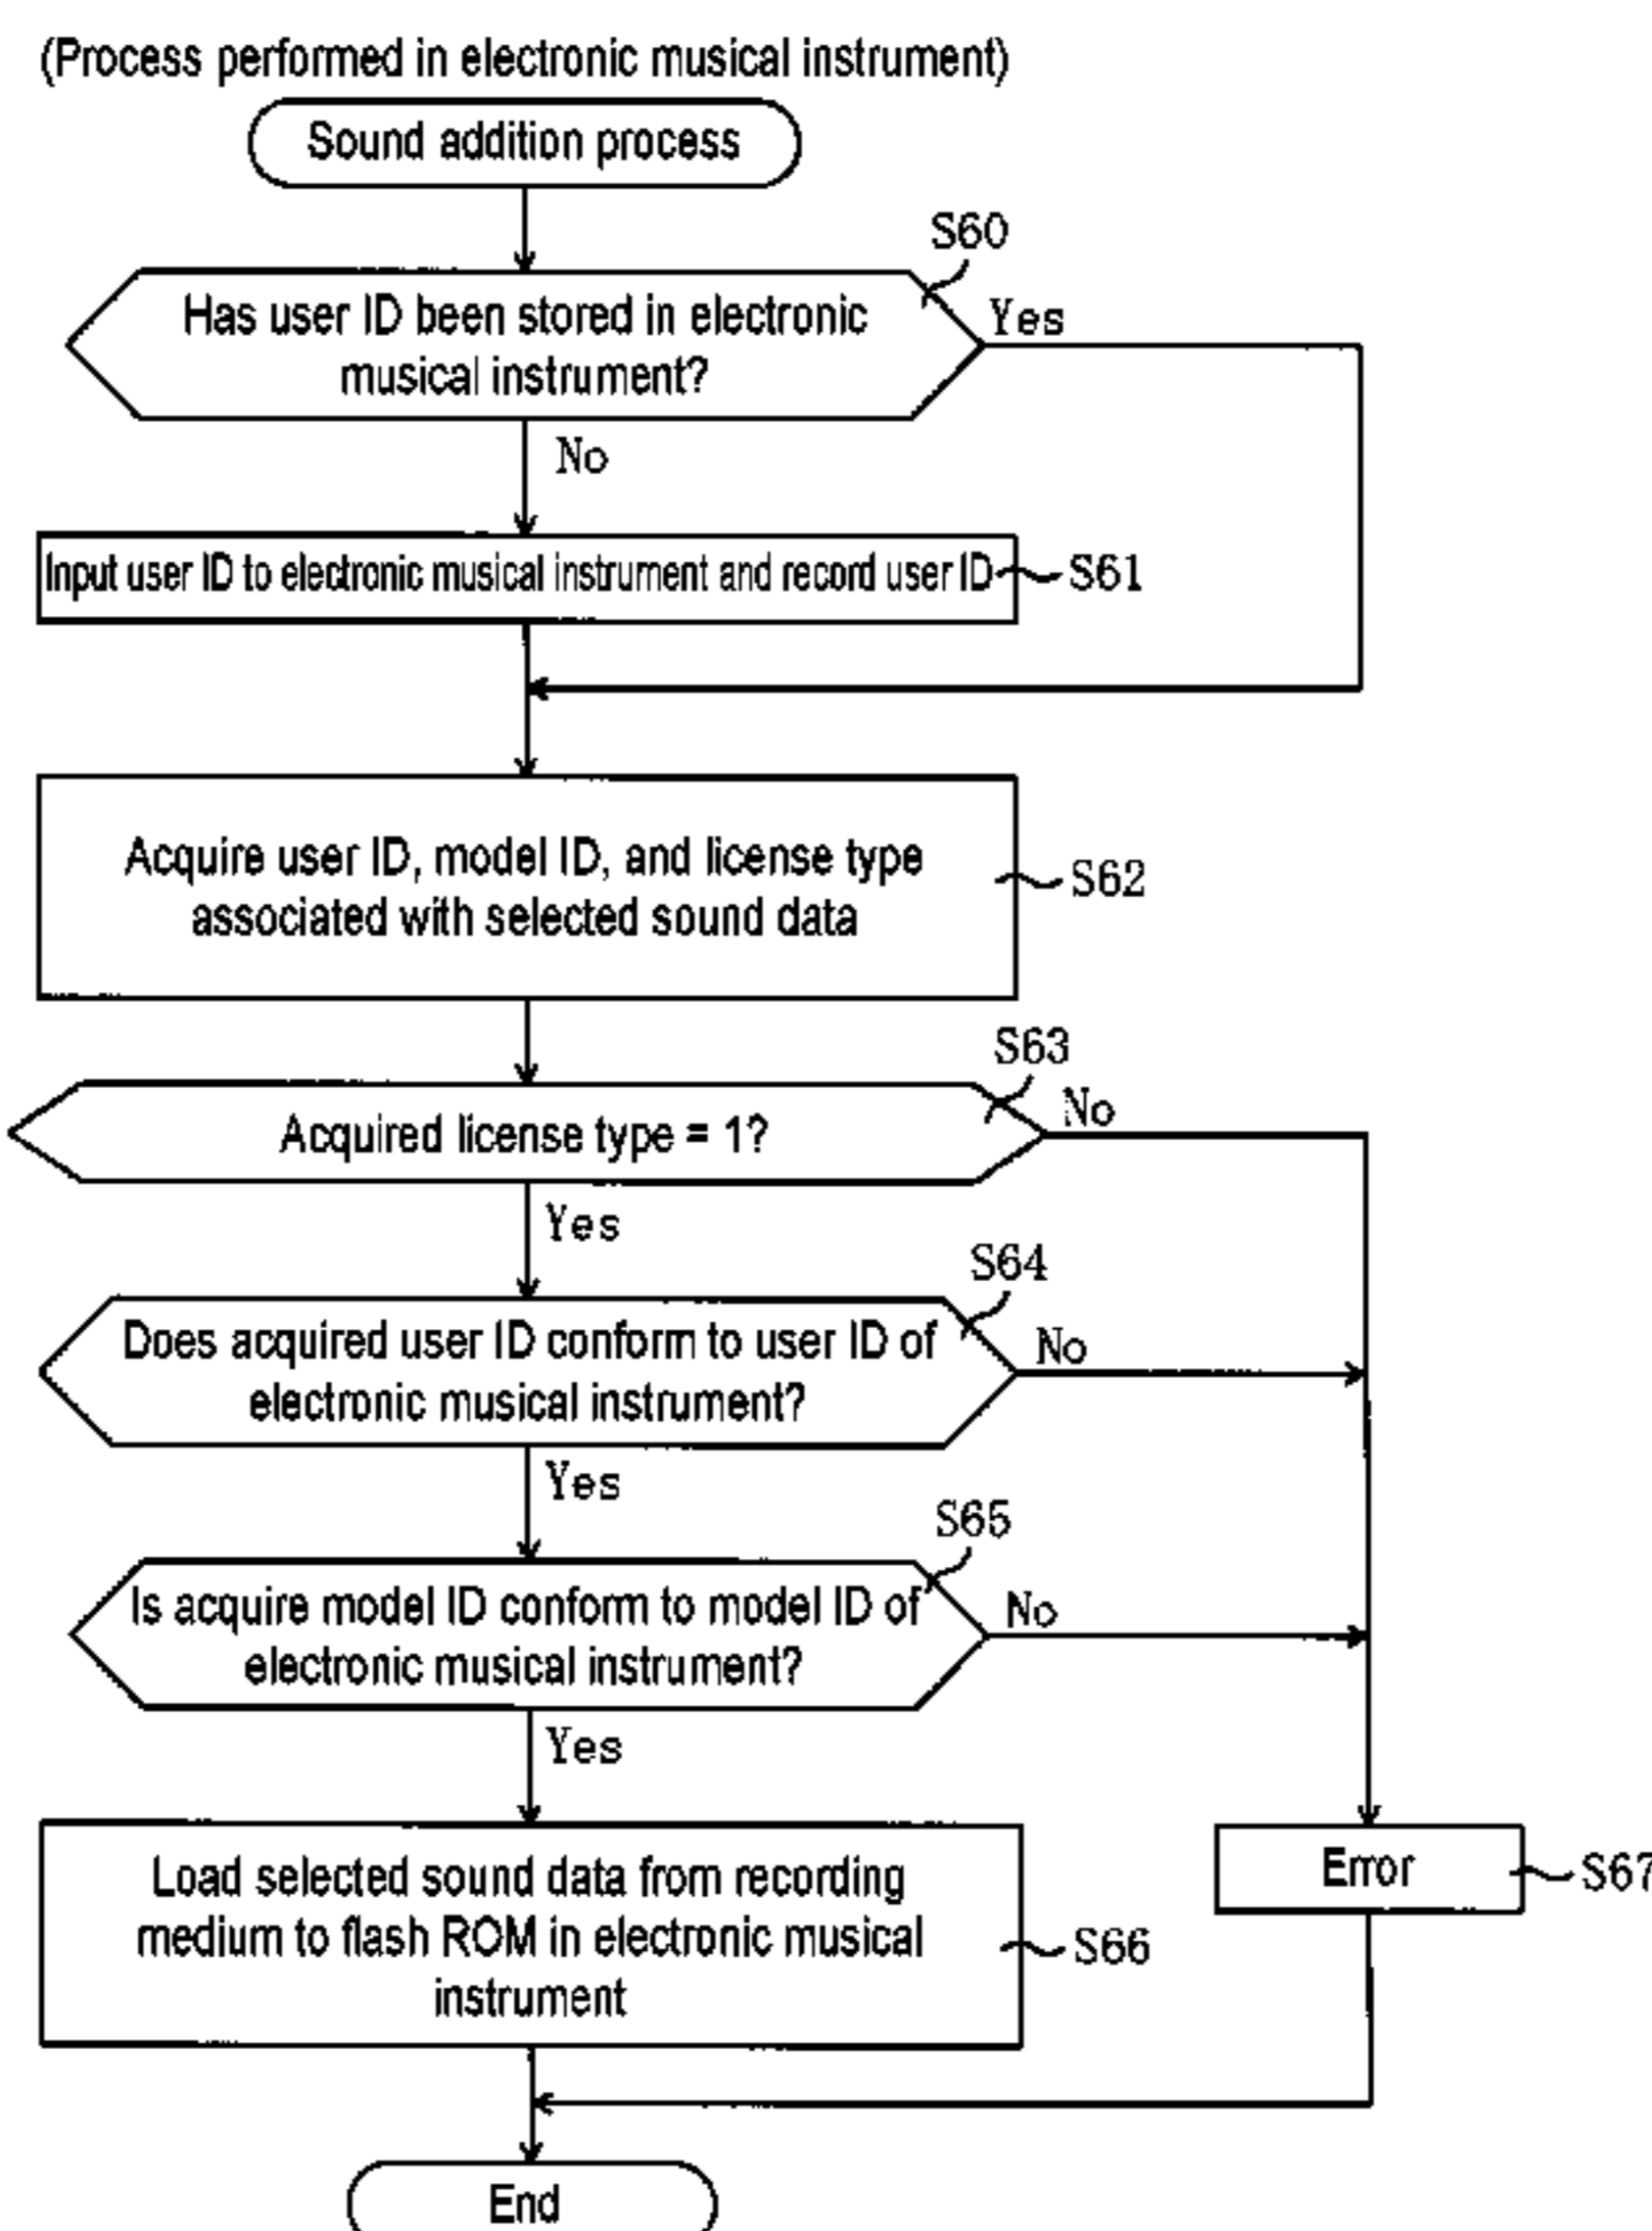 (Process performed in electronic musical instrument)
Sound addition process
S60
Has user ID been stored in electronic
musical instrument?
Yes
No
Input user ID to electronic musical instrument and record user ID
S61
Acquire user ID, model ID, and license type
associated with selected sound data
S62
S63
Acquired license type = 1?
No
Yes
S64
Does acquired user ID conform to user ID of
electronic musical instrument?
No
Yes
S65
Is acquire model ID conform to model ID of
electronic musical instrument?
No
Yes
Load selected sound data from recording
medium to flash ROM in electronic musical
instrument
S66
Error
S67
End